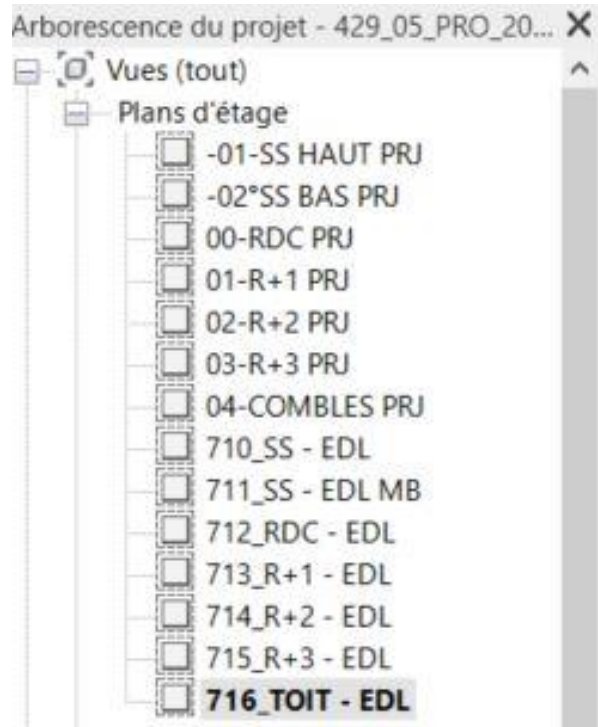 Arborescence du projet - 429_05_PRO_20...
Vues (tout)
Plans d'étage
-01-SS HAUT PRJ
-02°SS BAS PRJ
00-RDC PRJ
01-R+1 PRJ
02-R+2 PRJ
03-R+3 PRJ
04-COMBLES PRJ
710_SS - EDL
711_SS - EDL MB
712_RDC - EDL
713_R+1 - EDL
714_R+2 - EDL
715_R+3 - EDL
716_TOIT - EDL